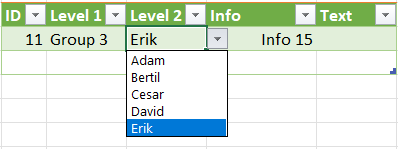 ID Level 1 Level 2 Info Text
11 Group 3 Erik Info 15
Adam
Bertil
Cesar
David
Erik